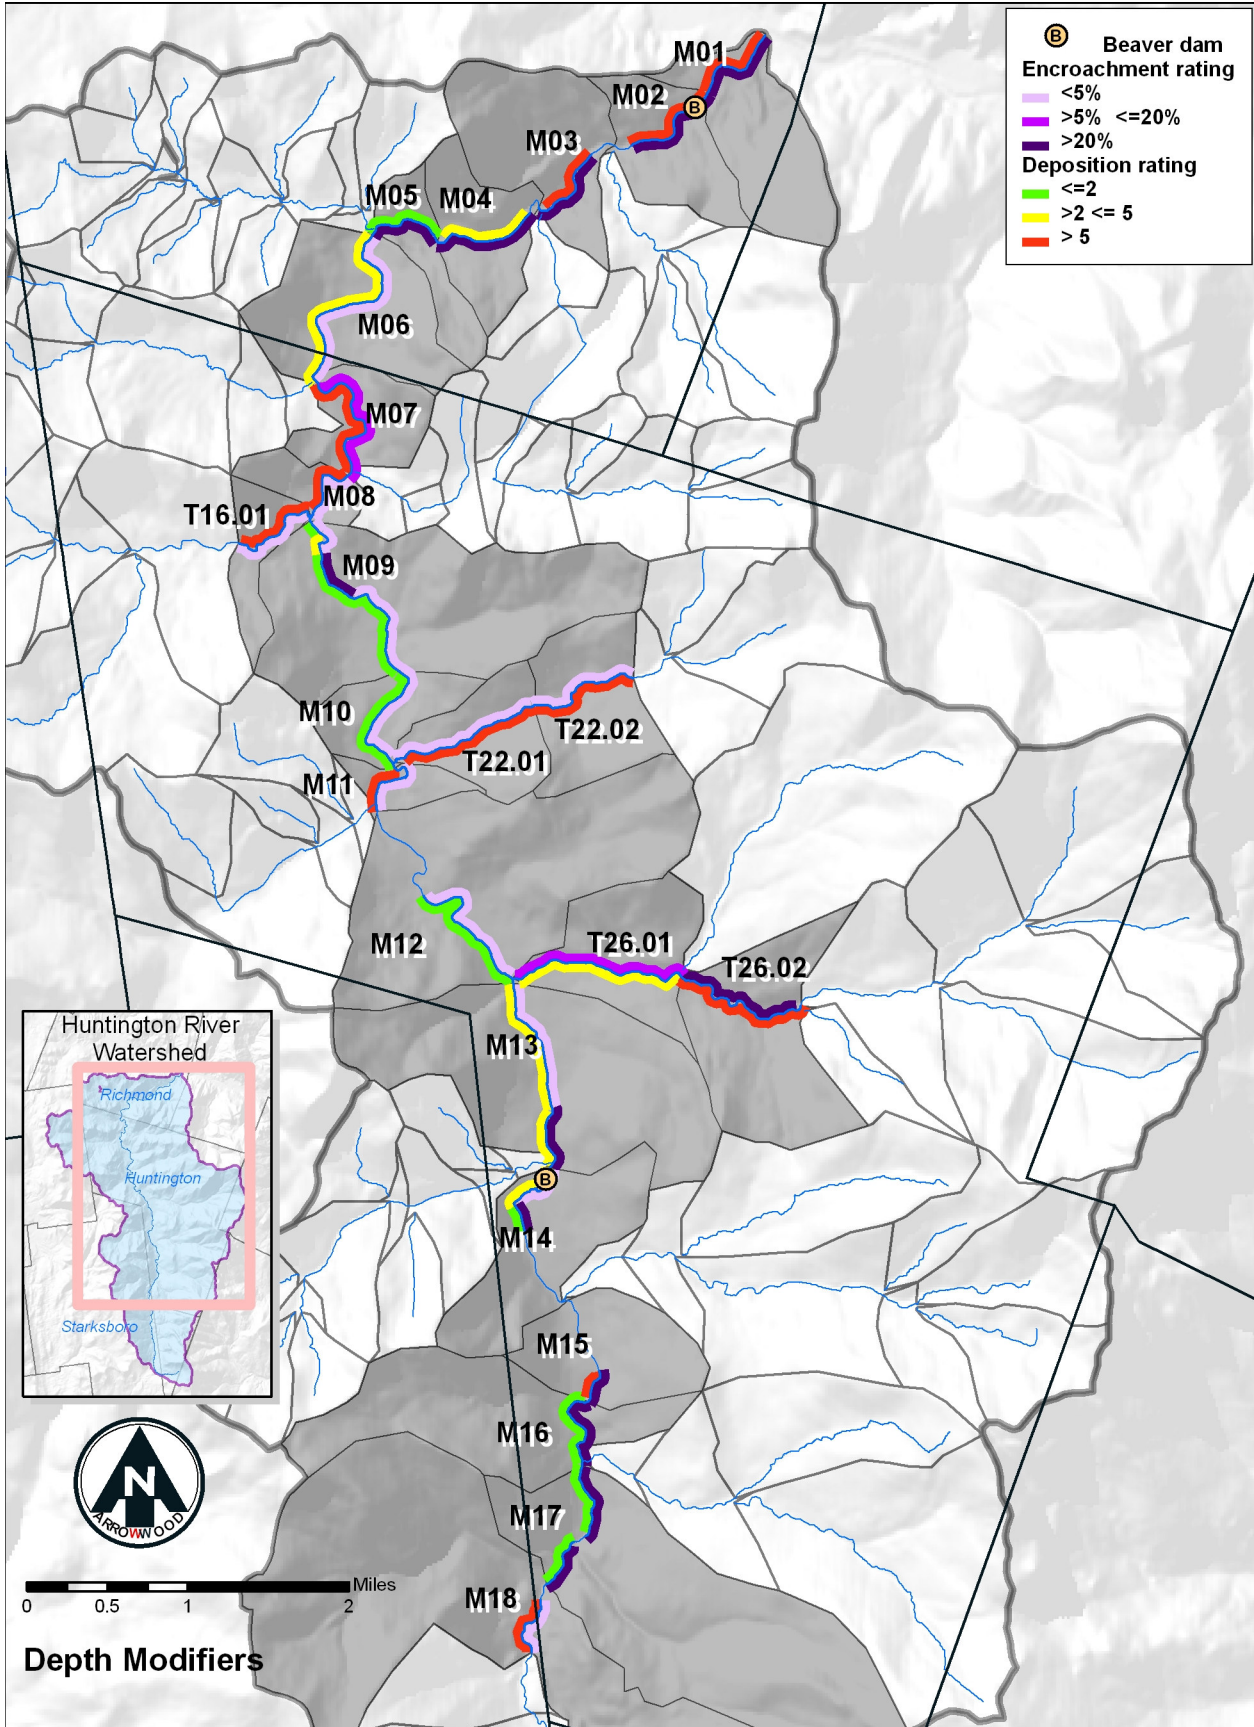 B Beaver dam
Encroachment rating
<5%
>5% <=20%
>20%
Deposition rating
<=2
>2 <= 5
> 5
M01
M02
B
M03
M05
M04
M06
M07
M08
T16.01
M09
M10
T22.02
T22.01
M11
M12
T26.01
T26.02
M13
B
M14
M15
M16
M17
M18
Huntington River
Watershed
Richmond
Huntington
Starksboro
N
ARROWWOOD
Miles
0 0.5 1 2
Depth Modifiers